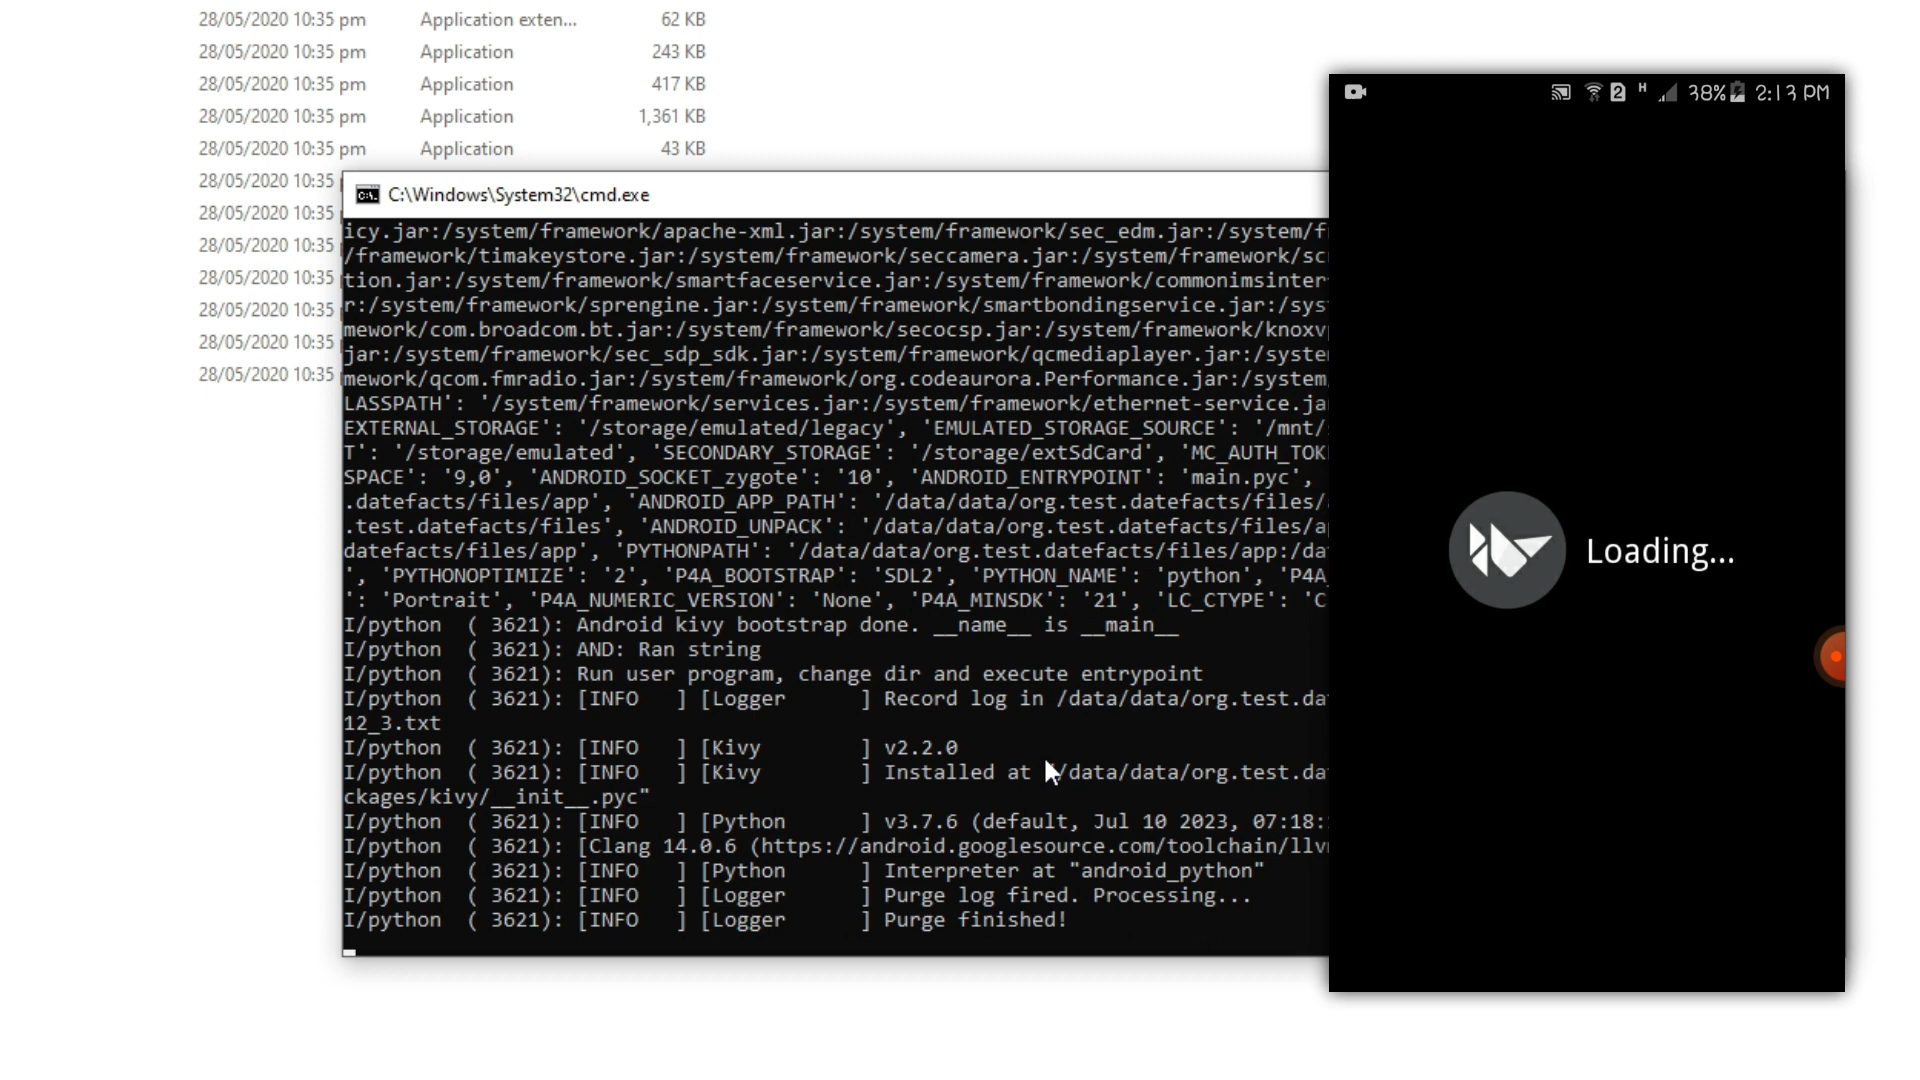 28/05/2020 10:35 pm Application exten... 62 KB
28/05/2020 10:35 pm Application 243 KB
28/05/2020 10:35 pm Application 417 KB
28/05/2020 10:35 pm Application 1,361 KB
28/05/2020 10:35 pm Application 43 KB
28/05/2020 10:35
28/05/2020 10:35
28/05/2020 10:35
28/05/2020 10:35
28/05/2020 10:35
28/05/2020 10:35
28/05/2020 10:35
C:\Windows\System32\cmd.exe
icy.jar:/system/framework/apache-xml.jar:/system/framework/sec_edm.jar:/system/f
/framework/timakeystore.jar:/system/framework/seccamera.jar:/system/framework/sc
tion.jar:/system/framework/smartfaceservice.jar:/system/framework/commonimsinter
r:/system/framework/sprengine.jar:/system/framework/smartbondingservice.jar:/sys
mework/com.broadcom.bt.jar:/system/framework/secocsp.jar:/system/framework/knoxv
jar:/system/framework/sec_sdp_sdk.jar:/system/framework/qcmediaplayer.jar:/syste
mework/qcom.fmradio.jar:/system/framework/org.codeaurora.Performance.jar:/system
LASSPATH': '/system/framework/services.jar:/system/framework/ethernet-service.ja
EXTERNAL_STORAGE': '/storage/emulated/legacy', 'EMULATED_STORAGE_SOURCE': '/mnt/
T': '/storage/emulated', 'SECONDARY_STORAGE': '/storage/extSdCard', 'MC_AUTH_TOK
SPACE': '9,0', 'ANDROID_SOCKET_zygote': '10', 'ANDROID_ENTRYPOINT': 'main.pyc',
.datefacts/files/app', 'ANDROID_APP_PATH': '/data/data/org.test.datefacts/files/
.test.datefacts/files', 'ANDROID_UNPACK': '/data/data/org.test.datefacts/files/a
datefacts/files/app', 'PYTHONPATH': '/data/data/org.test.datefacts/files/app:/da
', 'PYTHONOPTIMIZE': '2', 'P4A_BOOTSTRAP': 'SDL2', 'PYTHON_NAME': 'python', 'P4A
': 'Portrait', 'P4A_NUMERIC_VERSION': 'None', 'P4A_MINSDK': '21', 'LC_CTYPE': 'C
I/python  ( 3621): Android kivy bootstrap done. __name__ is __main__
I/python  ( 3621): AND: Ran string
I/python  ( 3621): Run user program, change dir and execute entrypoint
I/python  ( 3621): [INFO   ] [Logger      ] Record log in /data/data/org.test.da
12_3.txt
I/python  ( 3621): [INFO   ] [Kivy        ] v2.2.0
I/python  ( 3621): [INFO   ] [Kivy        ] Installed at "/data/data/org.test.da
ckages/kivy/__init__.pyc"
I/python  ( 3621): [INFO   ] [Python      ] v3.7.6 (default, Jul 10 2023, 07:18:
I/python  ( 3621): [Clang 14.0.6 (https://android.googlesource.com/toolchain/llv
I/python  ( 3621): [INFO   ] [Python      ] Interpreter at "android_python"
I/python  ( 3621): [INFO   ] [Logger      ] Purge log fired. Processing...
I/python  ( 3621): [INFO   ] [Logger      ] Purge finished!
2 H 38% 2:13 PM
Loading...